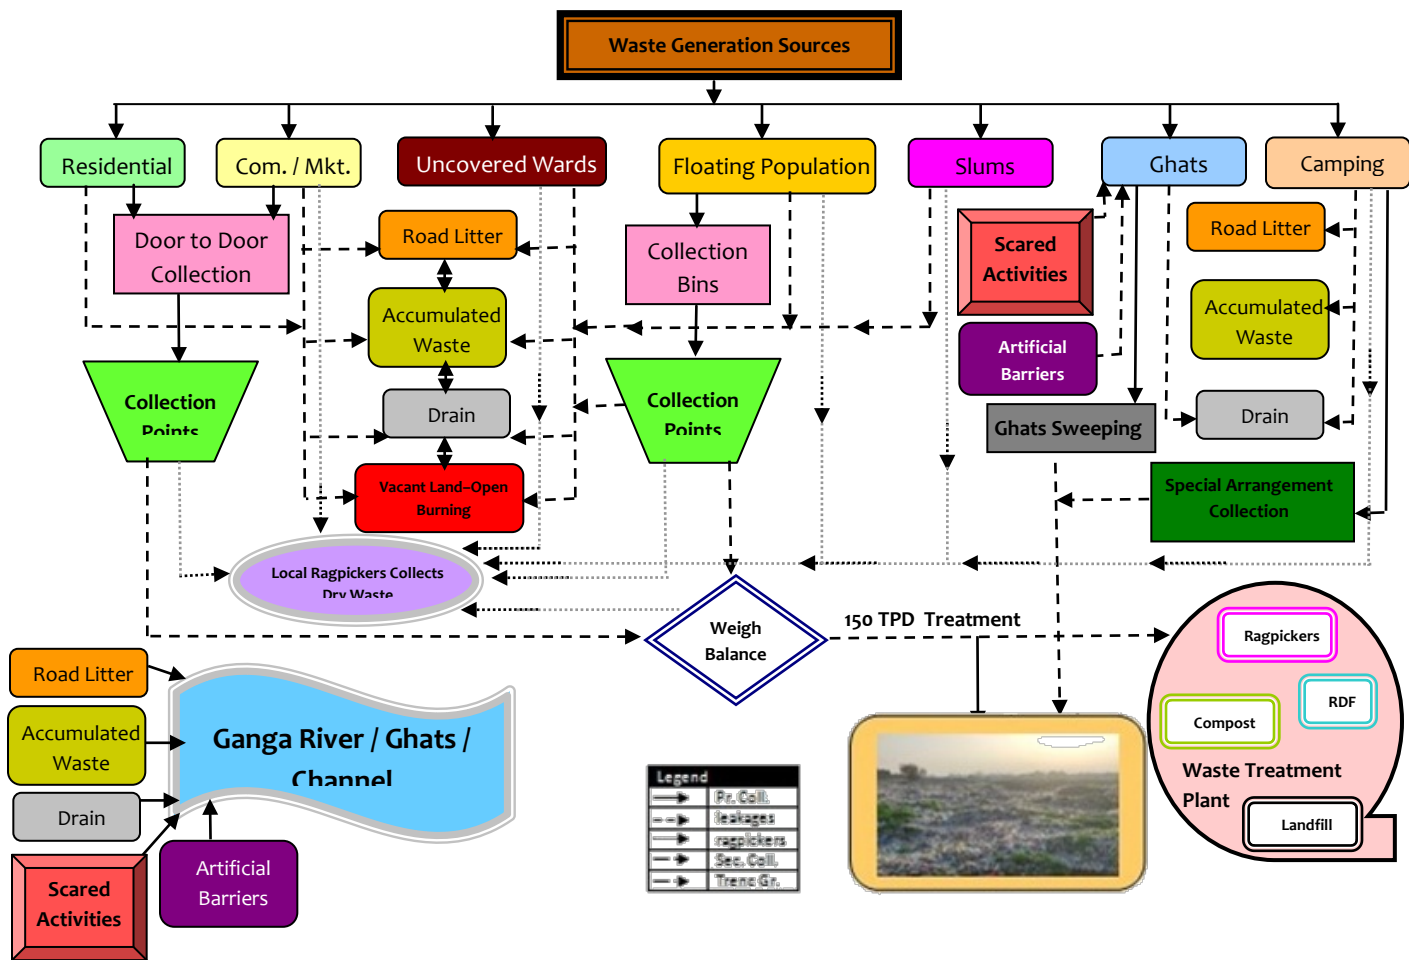 Waste Generation Sources
Residential
Com. / Mkt.
Uncovered Wards
Floating Population
Slums
Ghats
Camping
Door to Door
Collection
Road Litter
Collection
Bins
Scared
Activities
Road Litter
Accumulated
Waste
Accumulated
Waste
Artificial
Barriers
Collection
Points
Drain
Collection
Points
Ghats Sweeping
Drain
Vacant Land-Open
Burning
Special Arrangement
Collection
Local Ragpickers Collects
Dry Waste
Weigh
Balance
150 TPD Treatment
Ragpickers
RDF
Compost
Waste Treatment
Plant
Landfill
Road Litter
Accumulated
Waste
Drain
Scared
Activities
Artificial
Barriers
Ganga River / Ghats /
Channel
Legend
Pr. Coll.
leakages
ragpickers
Sec. Coll.
Trenc Gr.